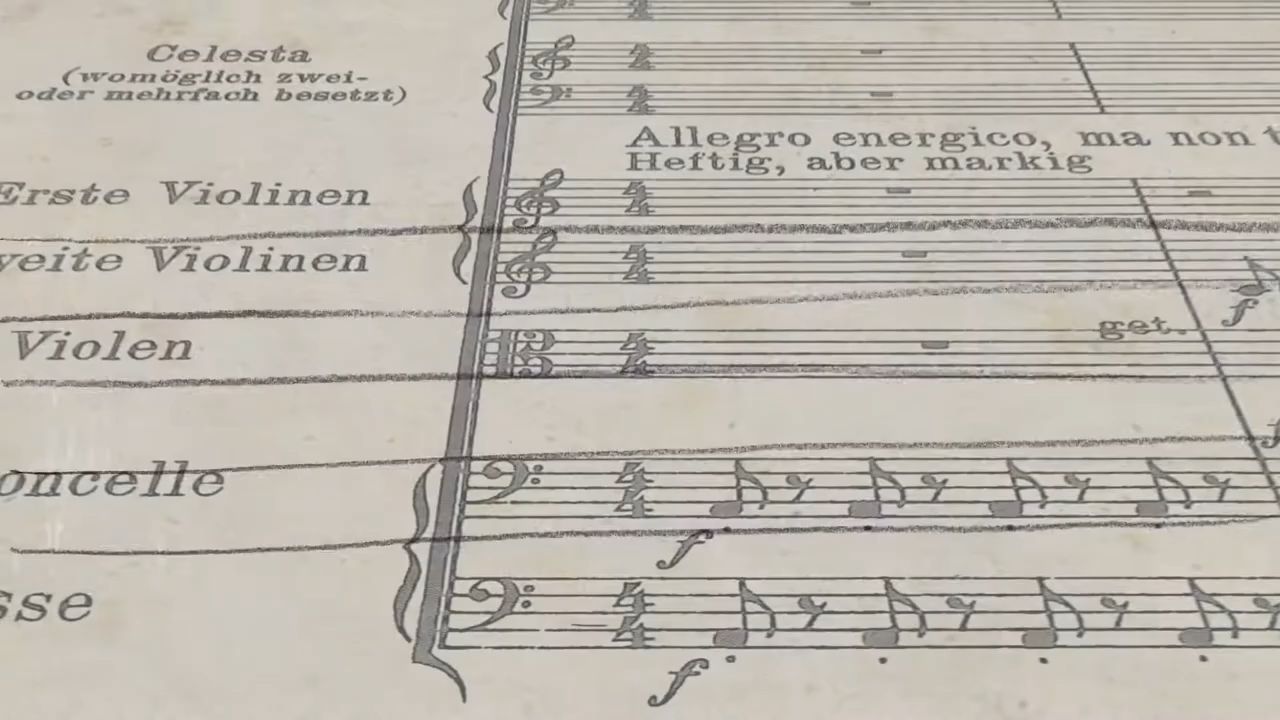 Celesta
(womöglich zwei-
oder mehrfach besetzt)
Allegro energico, ma non t
Heftig, aber markig
Erste Violinen
weite Violinen
get.
f
Violen
oncelle
f
sse
f